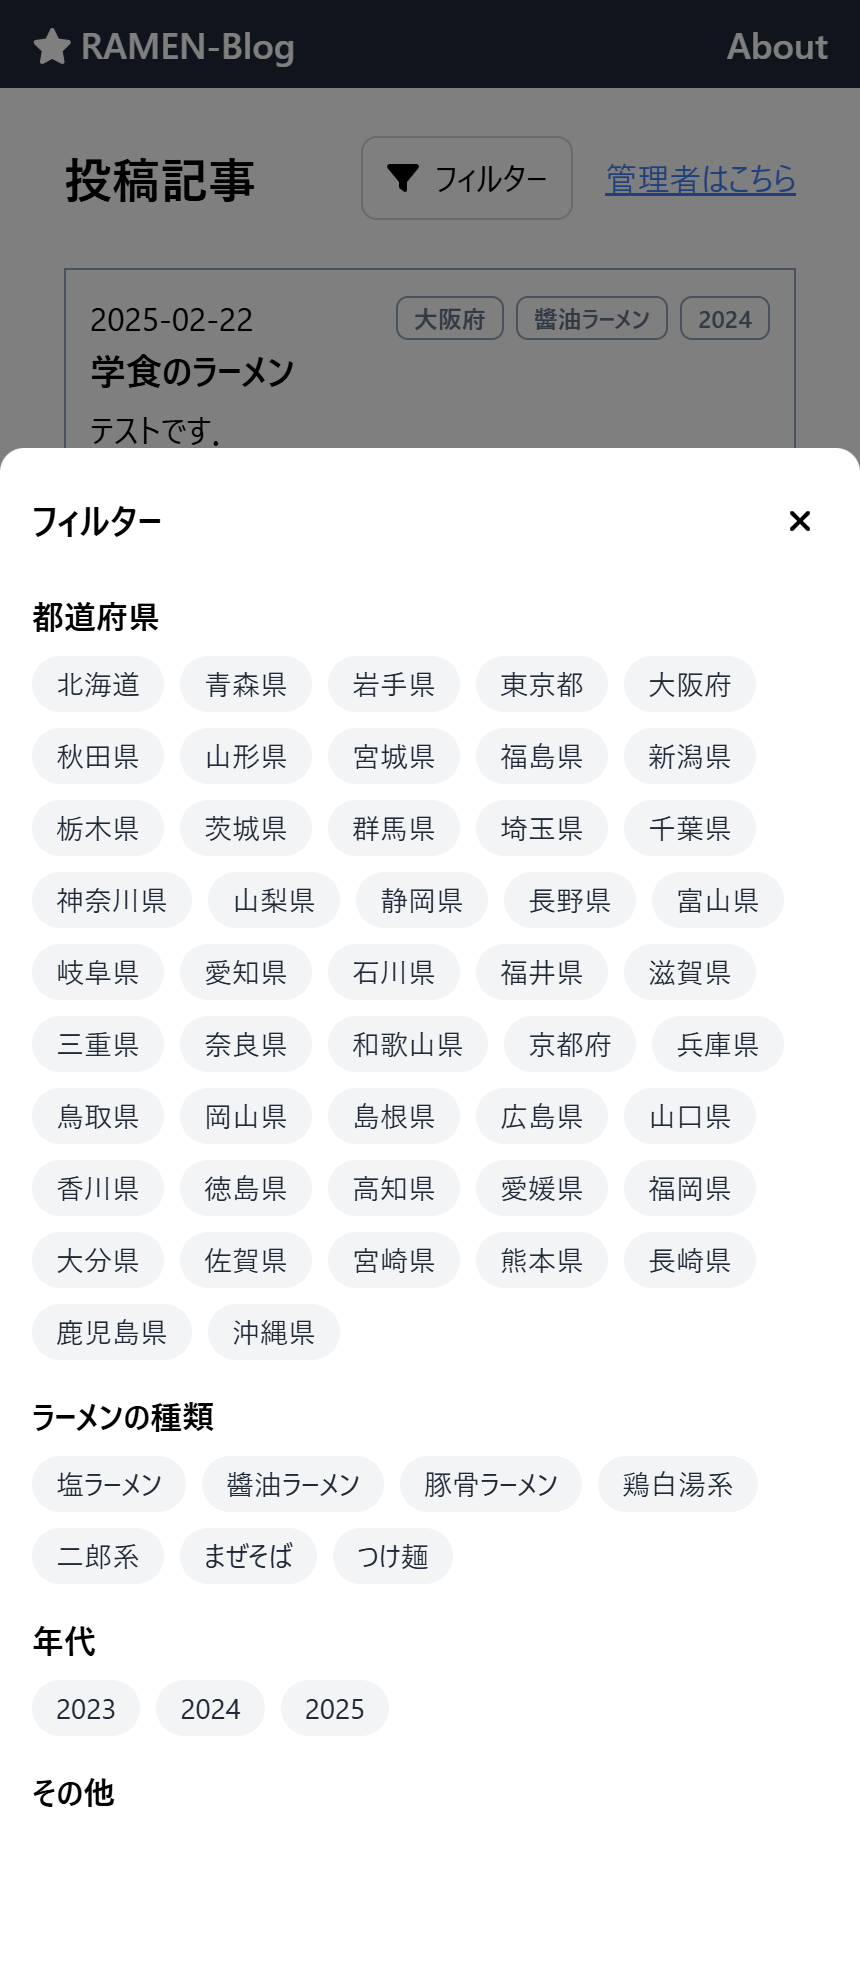 RAMEN-Blog About
投稿記事 フィルター 管理者はこちら
2025-02-22 大阪府 醬油ラーメン 2024
学食のラーメン
テストです．
フィルター
都道府県
北海道 青森県 岩手県 東京都 大阪府
秋田県 山形県 宮城県 福島県 新潟県
栃木県 茨城県 群馬県 埼玉県 千葉県
神奈川県 山梨県 静岡県 長野県 富山県
岐阜県 愛知県 石川県 福井県 滋賀県
三重県 奈良県 和歌山県 京都府 兵庫県
鳥取県 岡山県 島根県 広島県 山口県
香川県 徳島県 高知県 愛媛県 福岡県
大分県 佐賀県 宮崎県 熊本県 長崎県
鹿児島県 沖縄県
ラーメンの種類
塩ラーメン 醬油ラーメン 豚骨ラーメン 鶏白湯系
二郎系 まぜそば つけ麺
年代
2023 2024 2025
その他